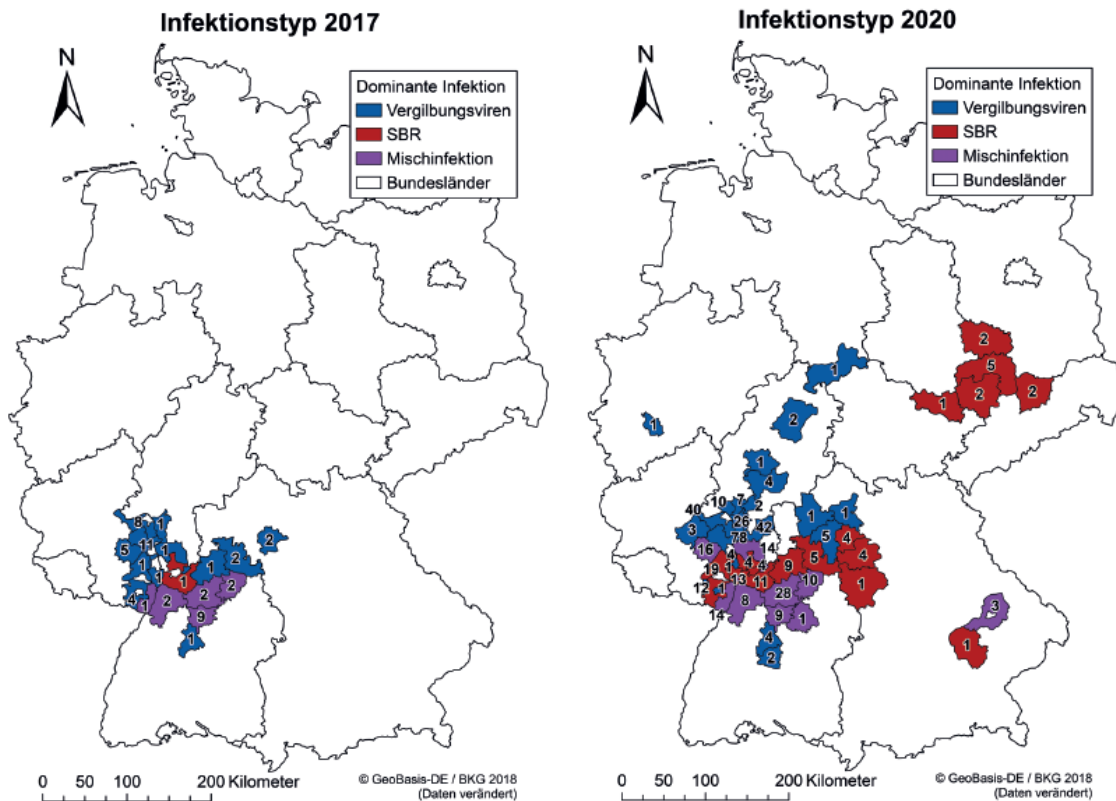 Infektionstyp 2017
N
Dominante Infektion
Vergilbungsviren
SBR
Mischinfektion
Bundesländer
8 1
5 11 1
1
1 1
4 1
2
1 2
2 2
9
1
0 100 200 Kilometer
© GeoBasis-DE / BKG 2018
(Daten verändert)
Infektionstyp 2020
N
Dominante Infektion
Vergilbungsviren
SBR
Mischinfektion
Bundesländer
2
5
1 2 2
1
1
2
1
4
40 10 7 2
3 26 42
78
16 4 14
19 1 4 4 9
12 1 13 11
14 8 28 10
9 1
4
2
1 1
5
5 4
4
1
3
1
0 100 200 Kilometer
© GeoBasis-DE / BKG 2018
(Daten verändert)